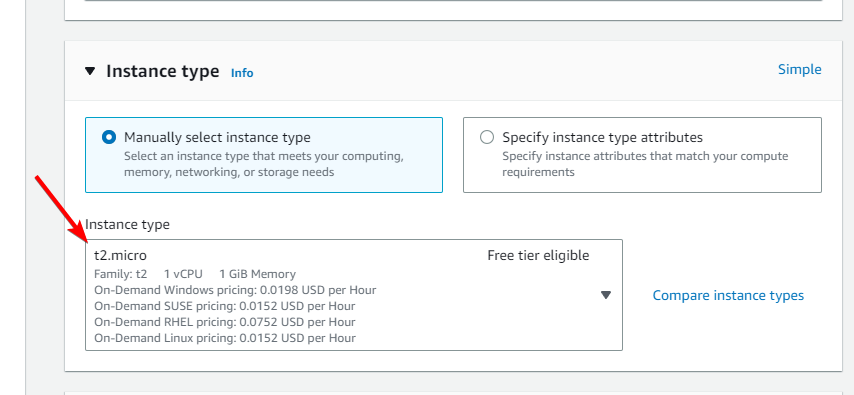 Instance type Info
Simple
Manually select instance type
Select an instance type that meets your computing,
memory, networking, or storage needs
Specify instance type attributes
Specify instance attributes that match your compute
requirements
Instance type
t2.micro
Free tier eligible
Family: t2 1 vCPU 1 GiB Memory
On-Demand Windows pricing: 0.0198 USD per Hour
On-Demand SUSE pricing: 0.0152 USD per Hour
On-Demand RHEL pricing: 0.0752 USD per Hour
On-Demand Linux pricing: 0.0152 USD per Hour
Compare instance types